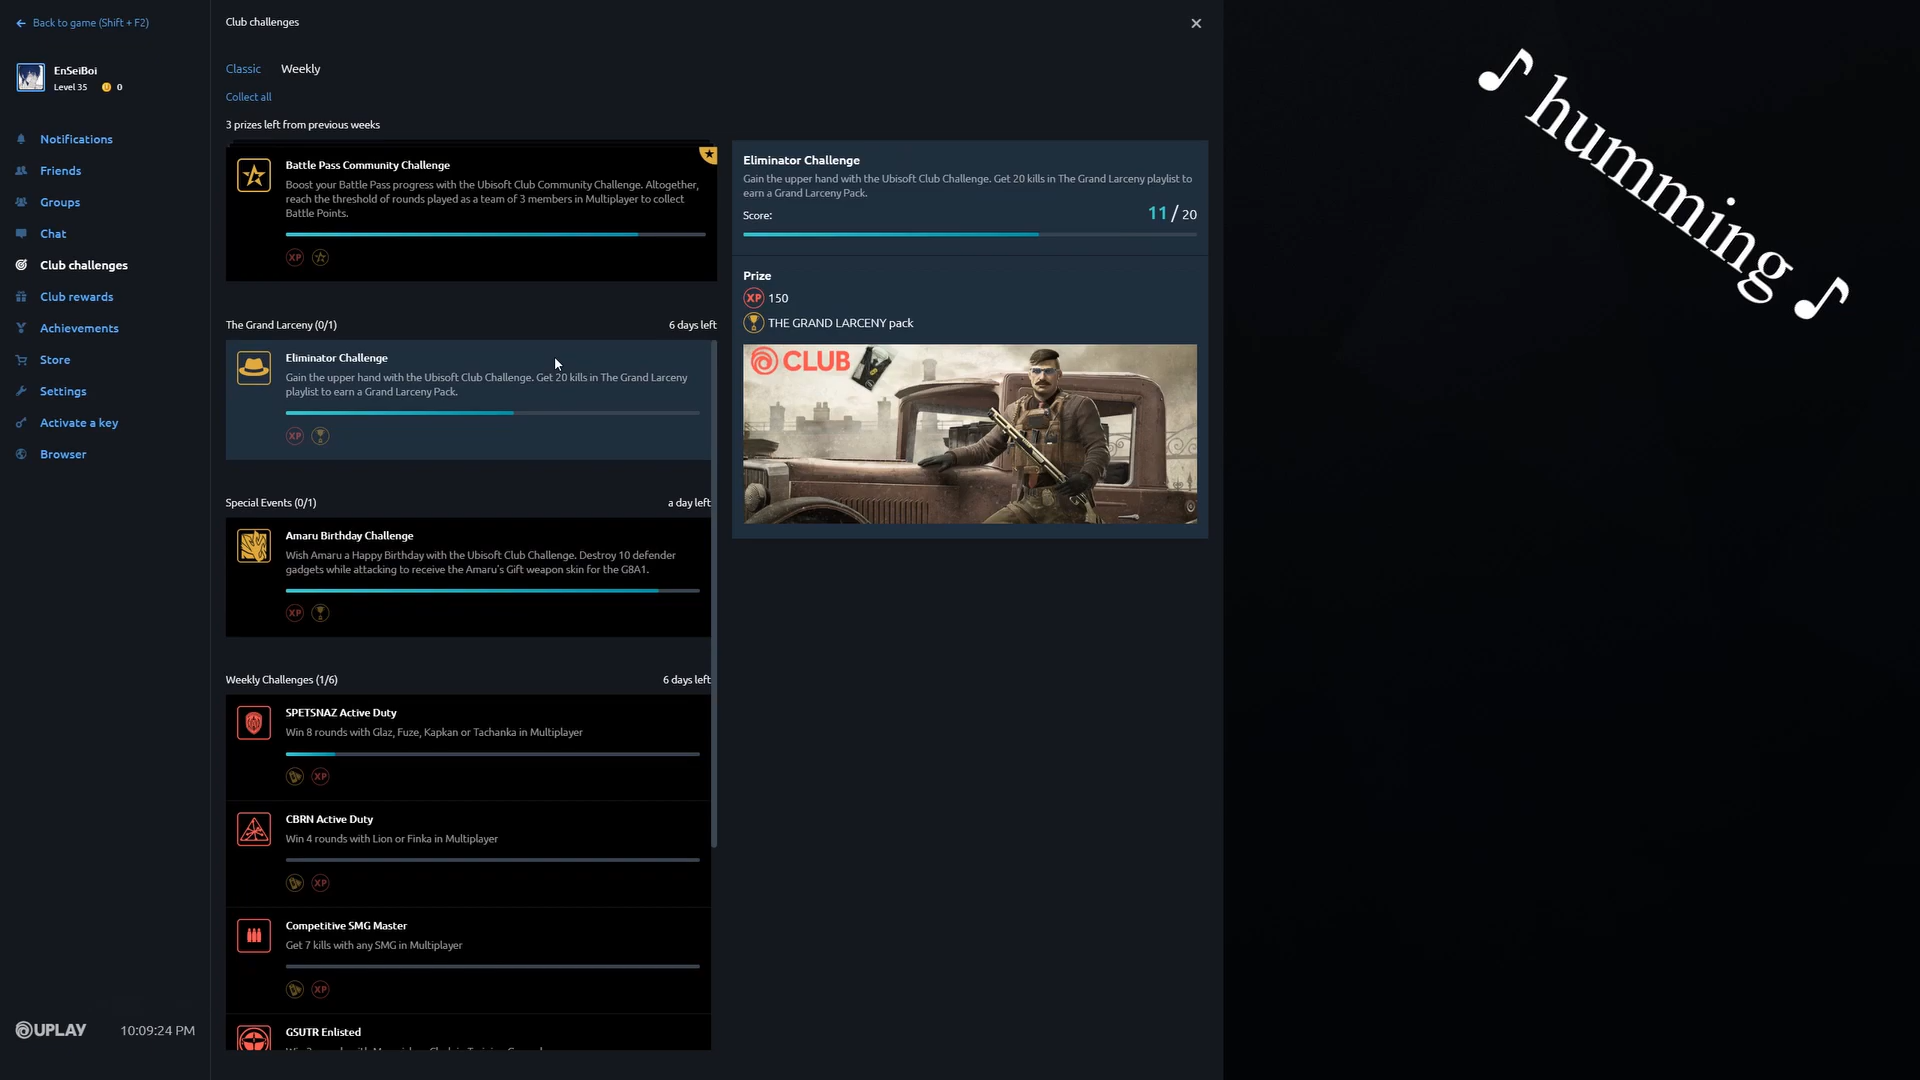 Back to game (Shift + F2)
EnSeiBoi
Level 35 0
Notifications
Friends
Groups
Chat
Club challenges
Club rewards
Achievements
Store
Settings
Activate a key
Browser
UPLAY 10:09:24 PM
Club challenges
Classic Weekly
Collect all
3 prizes left from previous weeks
Battle Pass Community Challenge
Boost your Battle Pass progress with the Ubisoft Club Community Challenge. Altogether,
reach the threshold of rounds played as a team of 3 members in Multiplayer to collect
Battle Points.
XP
The Grand Larceny (0/1) 6 days left
Eliminator Challenge
Gain the upper hand with the Ubisoft Club Challenge. Get 20 kills in The Grand Larceny
playlist to earn a Grand Larceny Pack.
XP
Special Events (0/1) a day left
Amaru Birthday Challenge
Wish Amaru a Happy Birthday with the Ubisoft Club Challenge. Destroy 10 defender
gadgets while attacking to receive the Amaru's Gift weapon skin for the G8A1.
XP
Weekly Challenges (1/6) 6 days left
SPETSNAZ Active Duty
Win 8 rounds with Glaz, Fuze, Kapkan or Tachanka in Multiplayer
XP
CBRN Active Duty
Win 4 rounds with Lion or Finka in Multiplayer
XP
Competitive SMG Master
Get 7 kills with any SMG in Multiplayer
XP
GSUTR Enlisted
Eliminator Challenge
Gain the upper hand with the Ubisoft Club Challenge. Get 20 kills in The Grand Larceny playlist to
earn a Grand Larceny Pack.
Score: 11 / 20
Prize
XP 150
THE GRAND LARCENY pack
CLUB
♪ humming ♪